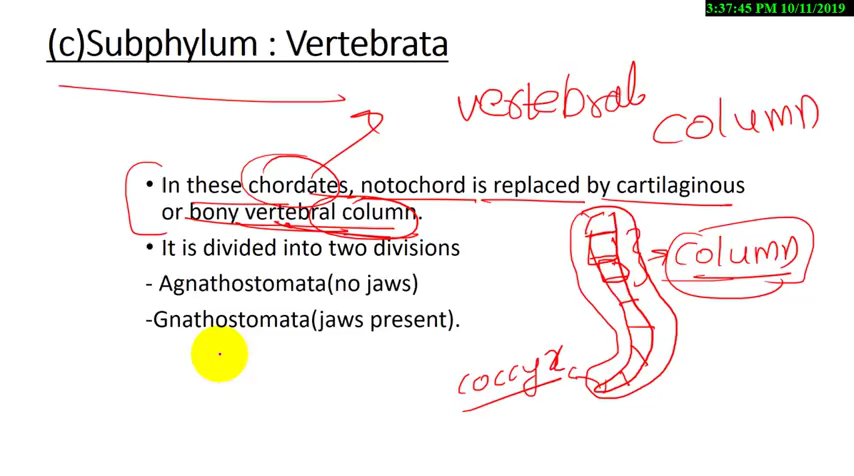 3:37:45 PM 10/11/2019
(c)Subphylum : Vertebrata
vertebral column
• In these chordates, notochord is replaced by cartilaginous
or bony vertebral column.
column
• It is divided into two divisions
- Agnathostomata(no jaws)
-Gnathostomata(jaws present).
coccyx